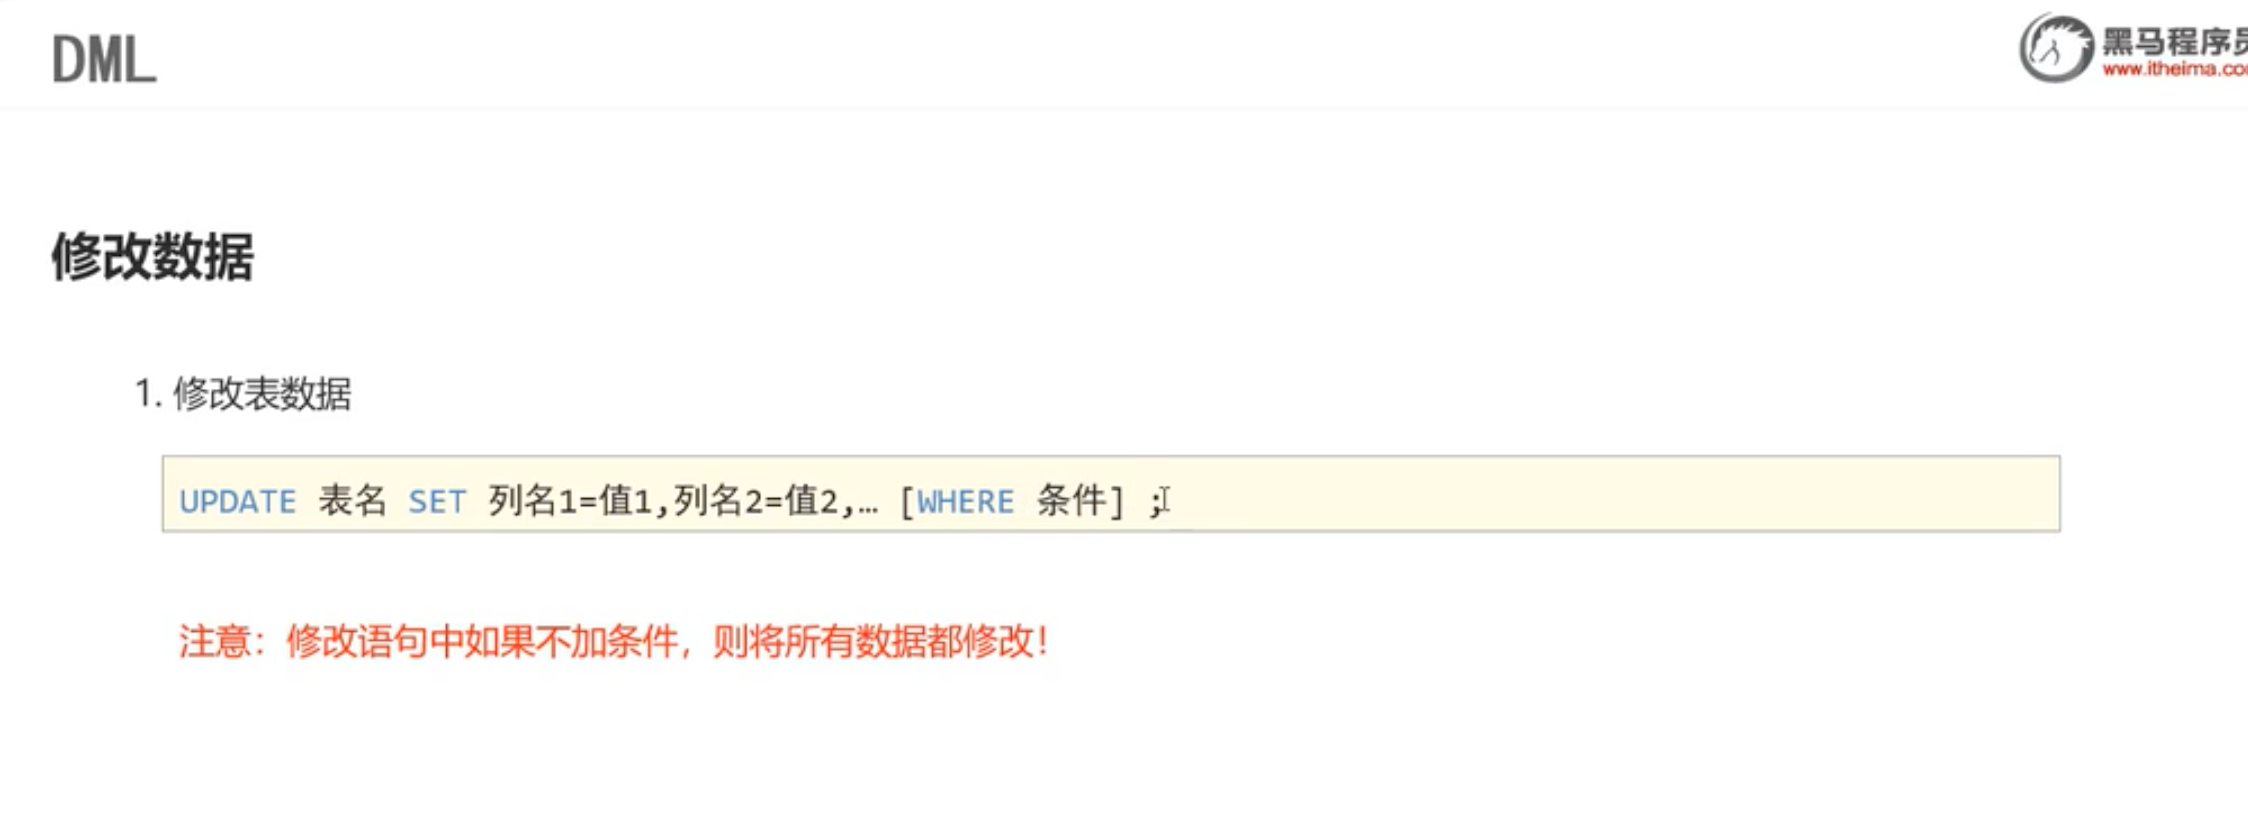 DML
黑马程序员
www.itheima.com
修改数据
1. 修改表数据
UPDATE 表名 SET 列名1=值1,列名2=值2,… [WHERE 条件] ;
注意：修改语句中如果不加条件，则将所有数据都修改！